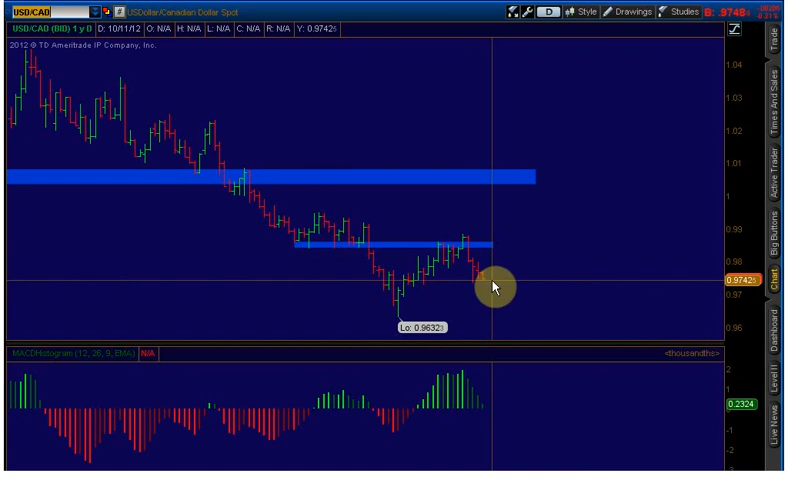 USD/CAD # USDollar/Canadian Dollar Spot D Style Drawings Studies B: .9748
USD/CAD (BID) 1 y D D: 10/11/12 O: N/A H: N/A L: N/A C: N/A R: N/A Y: 0.97425
2012 © TD Ameritrade IP Company, Inc.
1.04
1.03
1.02
1.01
1
0.99
0.98
0.97425
0.97
0.96
Lo: 0.96323
MACDHistogram (12, 26, 9, EMA) N/A <thousandths>
2
1
0.2324
-1
-2
-3
Trade
Times And Sales
Active Trader
Big Buttons
Chart
Dashboard
Level II
Live News